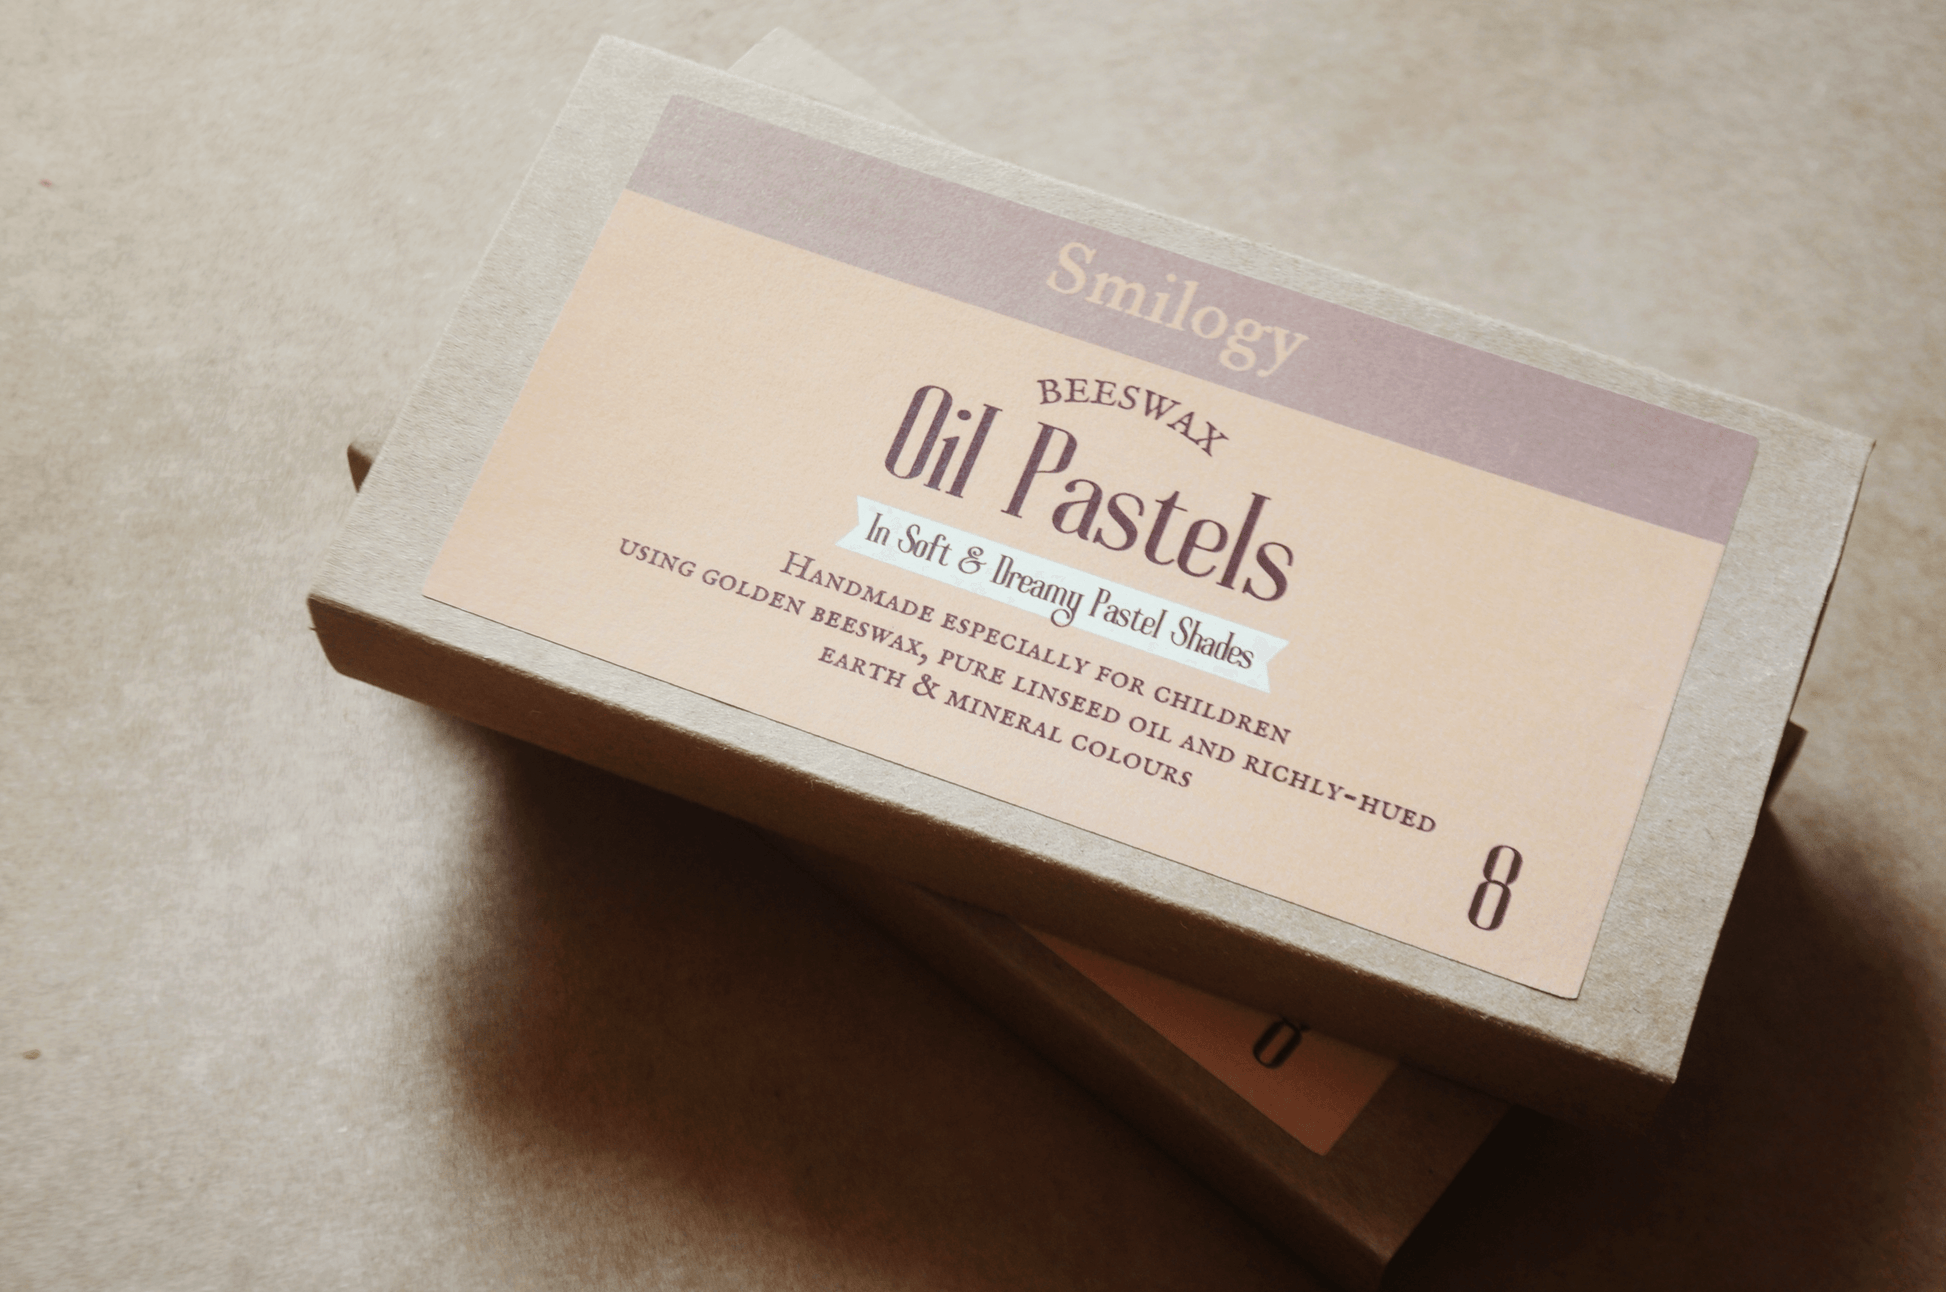 Smilogy
BEESWAX
Oil Pastels
In Soft & Dreamy Pastel Shades
HANDMADE ESPECIALLY FOR CHILDREN
USING GOLDEN BEESWAX, PURE LINSEED OIL AND RICHLY-HUED
EARTH & MINERAL COLOURS
8
8